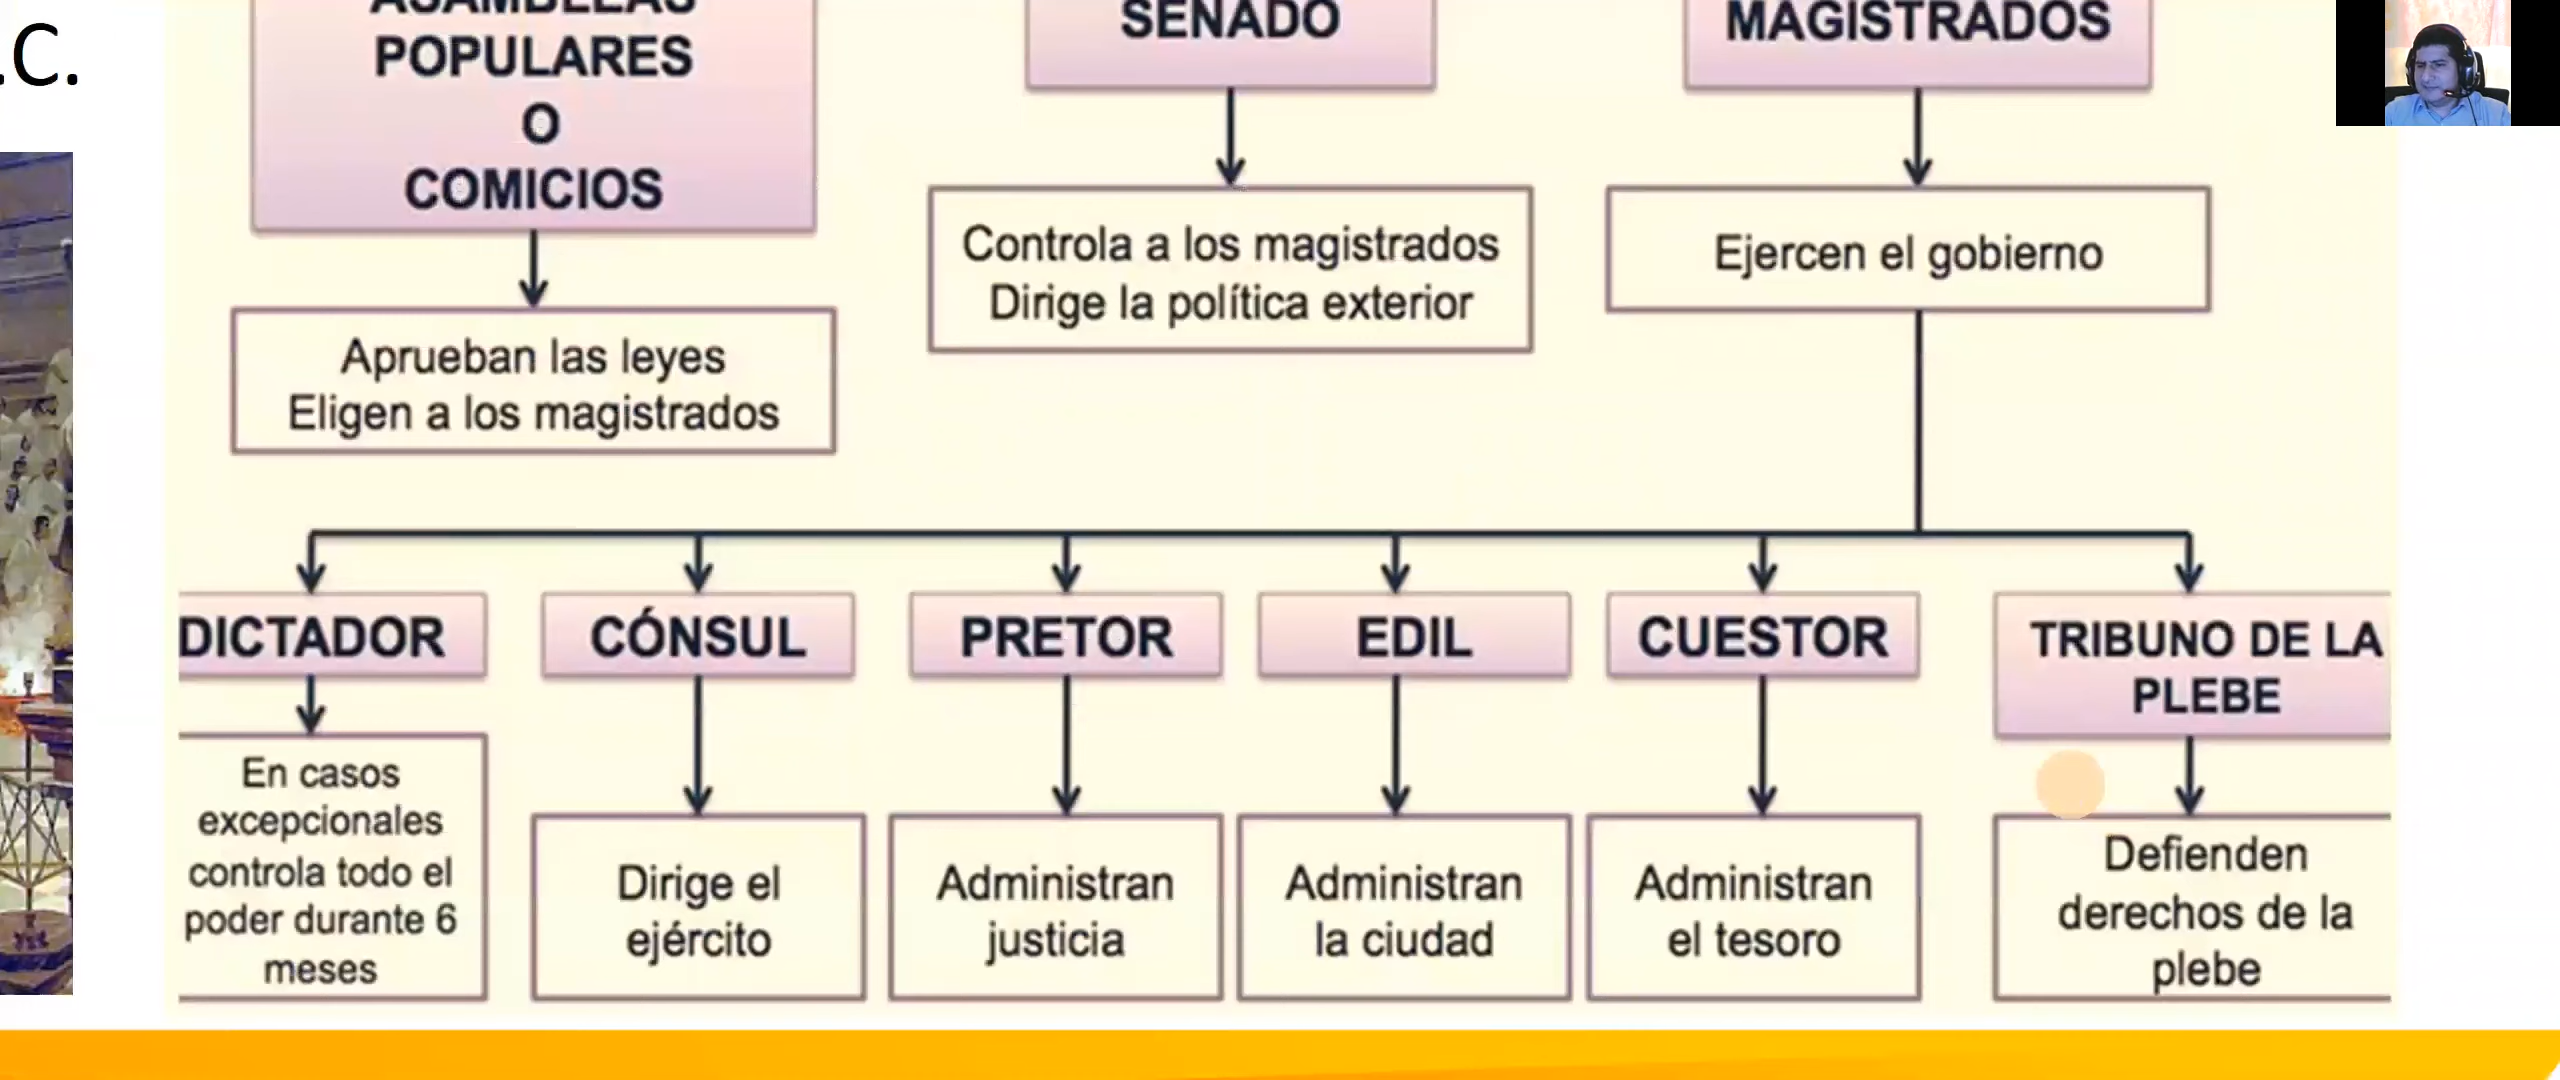 .C.
ASAMBLEAS
POPULARES
O
COMICIOS
SENADO
MAGISTRADOS
Controla a los magistrados
Dirige la política exterior
Ejercen el gobierno
Aprueban las leyes
Eligen a los magistrados
DICTADOR
CÓNSUL
PRETOR
EDIL
CUESTOR
TRIBUNO DE LA
PLEBE
En casos
excepcionales
controla todo el
poder durante 6
meses
Dirige el
ejército
Administran
justicia
Administran
la ciudad
Administran
el tesoro
Defienden
derechos de la
plebe